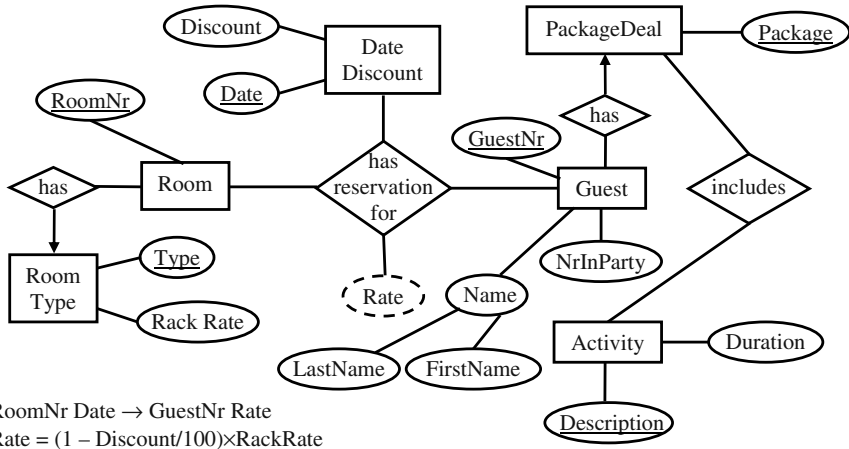 Discount
Date
Discount
PackageDeal
Package
Date
RoomNr
has
GuestNr
has
Room
has
reservation
for
Guest
includes
Type
NrInParty
Room
Type
Rate
Name
Rack Rate
Activity
Duration
LastName
FirstName
RoomNr Date → GuestNr Rate
Description
Rate = (1 – Discount/100)×RackRate